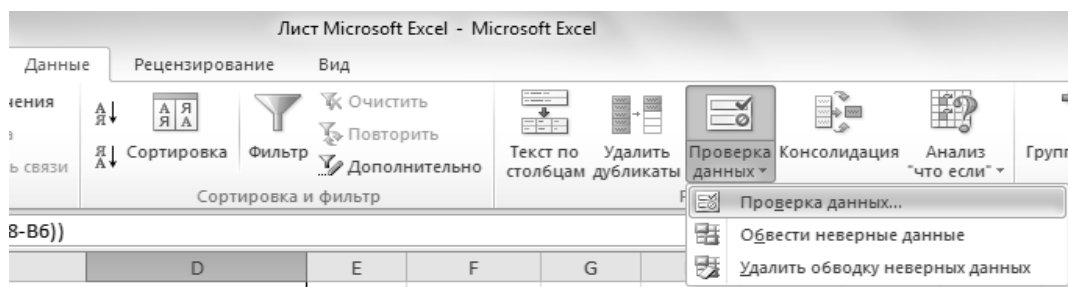 Лист Microsoft Excel - Microsoft Excel
Данные Рецензирование Вид
Очистить
Повторить
Дополнительно
Сортировка Фильтр
Текст по столбцам
Удалить дубликаты
Проверка данных
Консолидация
Анализ "что если"
ь связи
Сортировка и фильтр
Проверка данных...
Обвести неверные данные
Удалить обводку неверных данных
8-B6))
D E F G